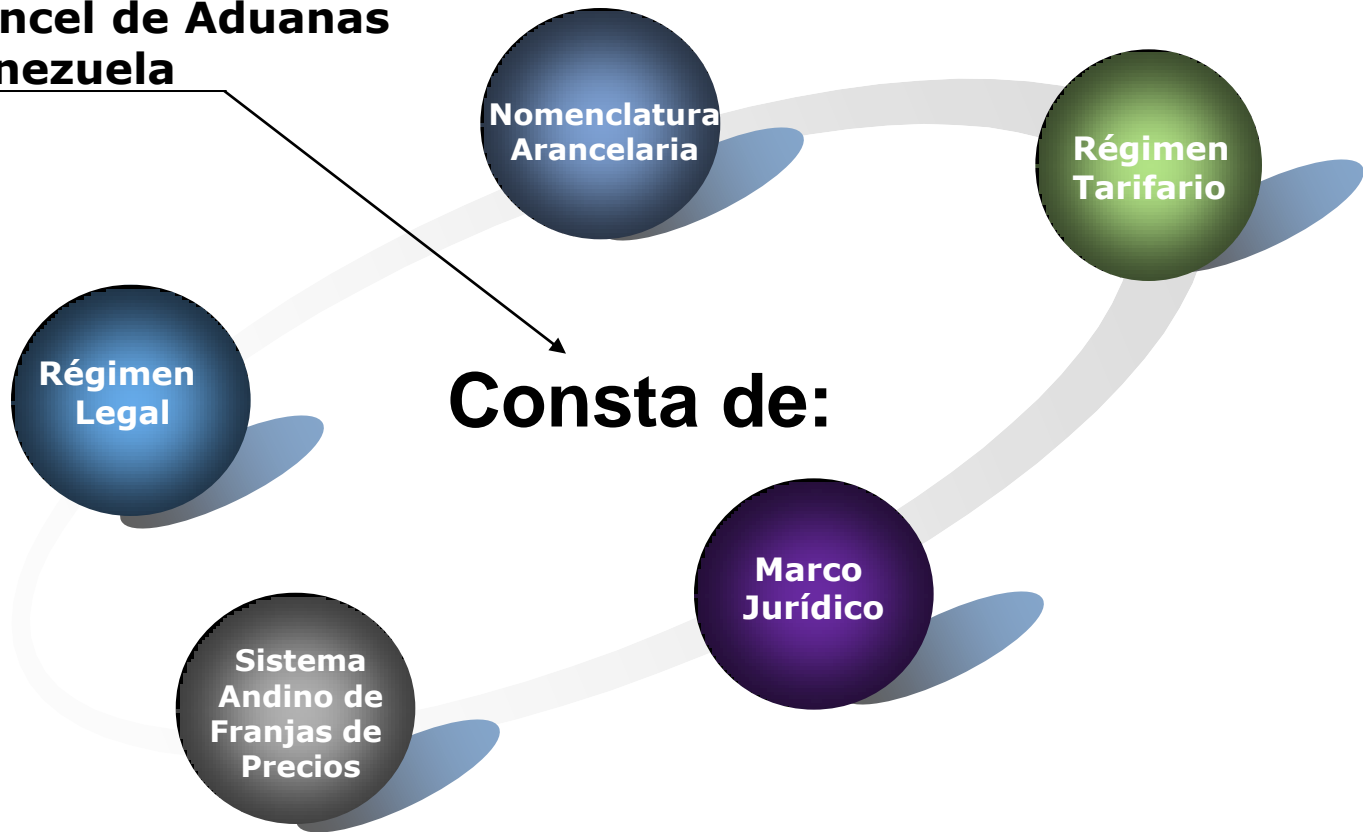 ncel de Aduanas
nezuela
Nomenclatura
Arancelaria
Régimen
Tarifario
Régimen
Legal
Consta de:
Marco
Jurídico
Sistema
Andino de
Franjas de
Precios